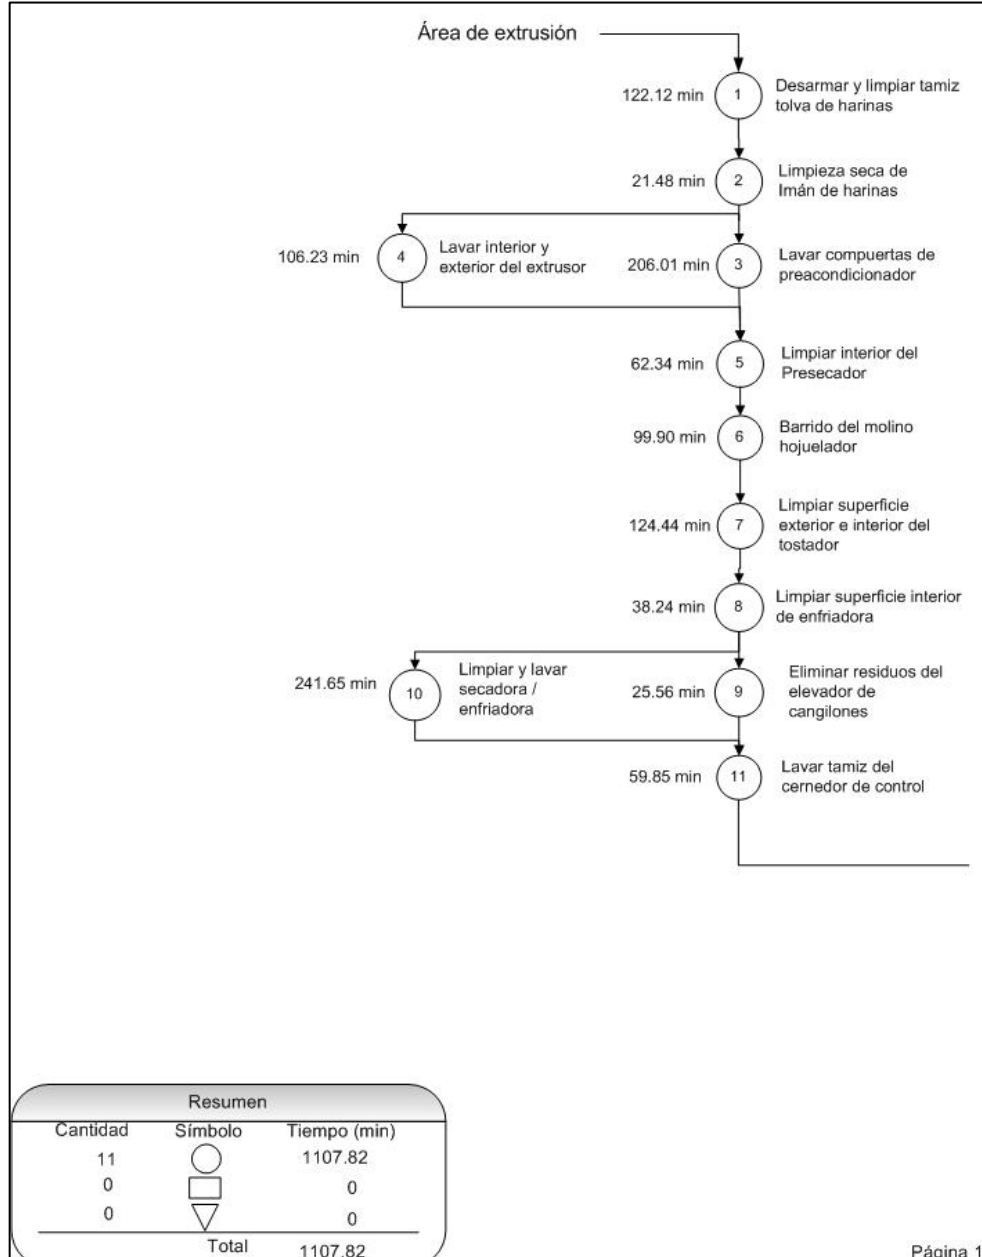 Área de extrusión
122.12 min
1
Desarmar y limpiar tamiz
tolva de harinas
21.48 min
2
Limpieza seca de
Imán de harinas
106.23 min
4
Lavar interior y
exterior del extrusor
206.01 min
3
Lavar compuertas de
preacondicionador
62.34 min
5
Limpiar interior del
Presecador
99.90 min
6
Barrido del molino
hojuelador
124.44 min
7
Limpiar superficie
exterior e interior del
tostador
38.24 min
8
Limpiar superficie interior
de enfriadora
241.65 min
10
Limpiar y lavar
secadora /
enfriadora
25.56 min
9
Eliminar residuos del
elevador de
cangilones
59.85 min
11
Lavar tamiz del
cernedor de control
Resumen
Cantidad Símbolo Tiempo (min)
11 1107.82
0 0
0 0
Total 1107.82
Página 1